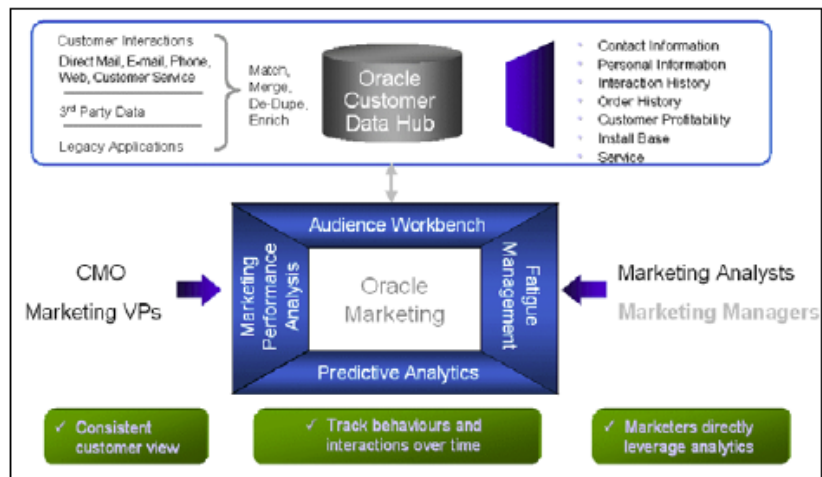 Customer Interactions
Direct Mail, E-mail, Phone,
Web, Customer Service
3rd Party Data
Legacy Applications
Match,
Merge,
De-Dupe,
Enrich
Oracle
Customer
Data Hub
Contact Information
Personal Information
Interaction History
Order History
Customer Profitability
Install Base
Service
Audience Workbench
CMO
Marketing VPs
Marketing
Performance
Analysis
Oracle
Marketing
Fatigue
Management
Marketing Analysts
Marketing Managers
Predictive Analytics
✓ Consistent
customer view
✓ Track behaviours and
interactions over time
✓ Marketers directly
leverage analytics